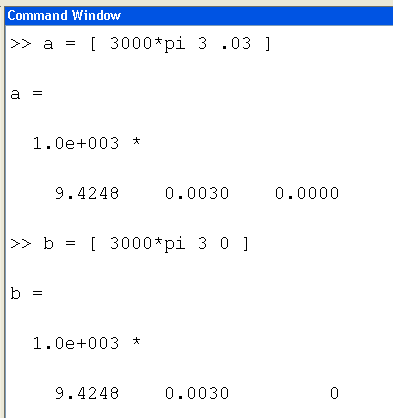 Command Window
>> a = [ 3000*pi 3 .03 ]
a =
1.0e+003 *
9.4248 0.0030 0.0000
>> b = [ 3000*pi 3 0 ]
b =
1.0e+003 *
9.4248 0.0030 0